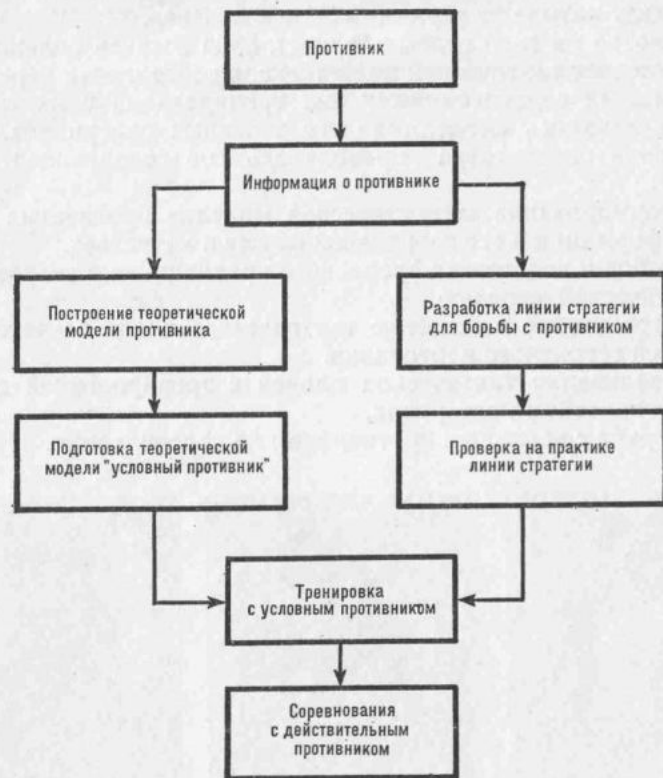 Противник
Информация о противнике
Построение теоретической
модели противника
Разработка линии стратегии
для борьбы с противником
Подготовка теоретической
модели "условный противник"
Проверка на практике
линии стратегии
Тренировка
с условным противником
Соревнования
с действительным
противником